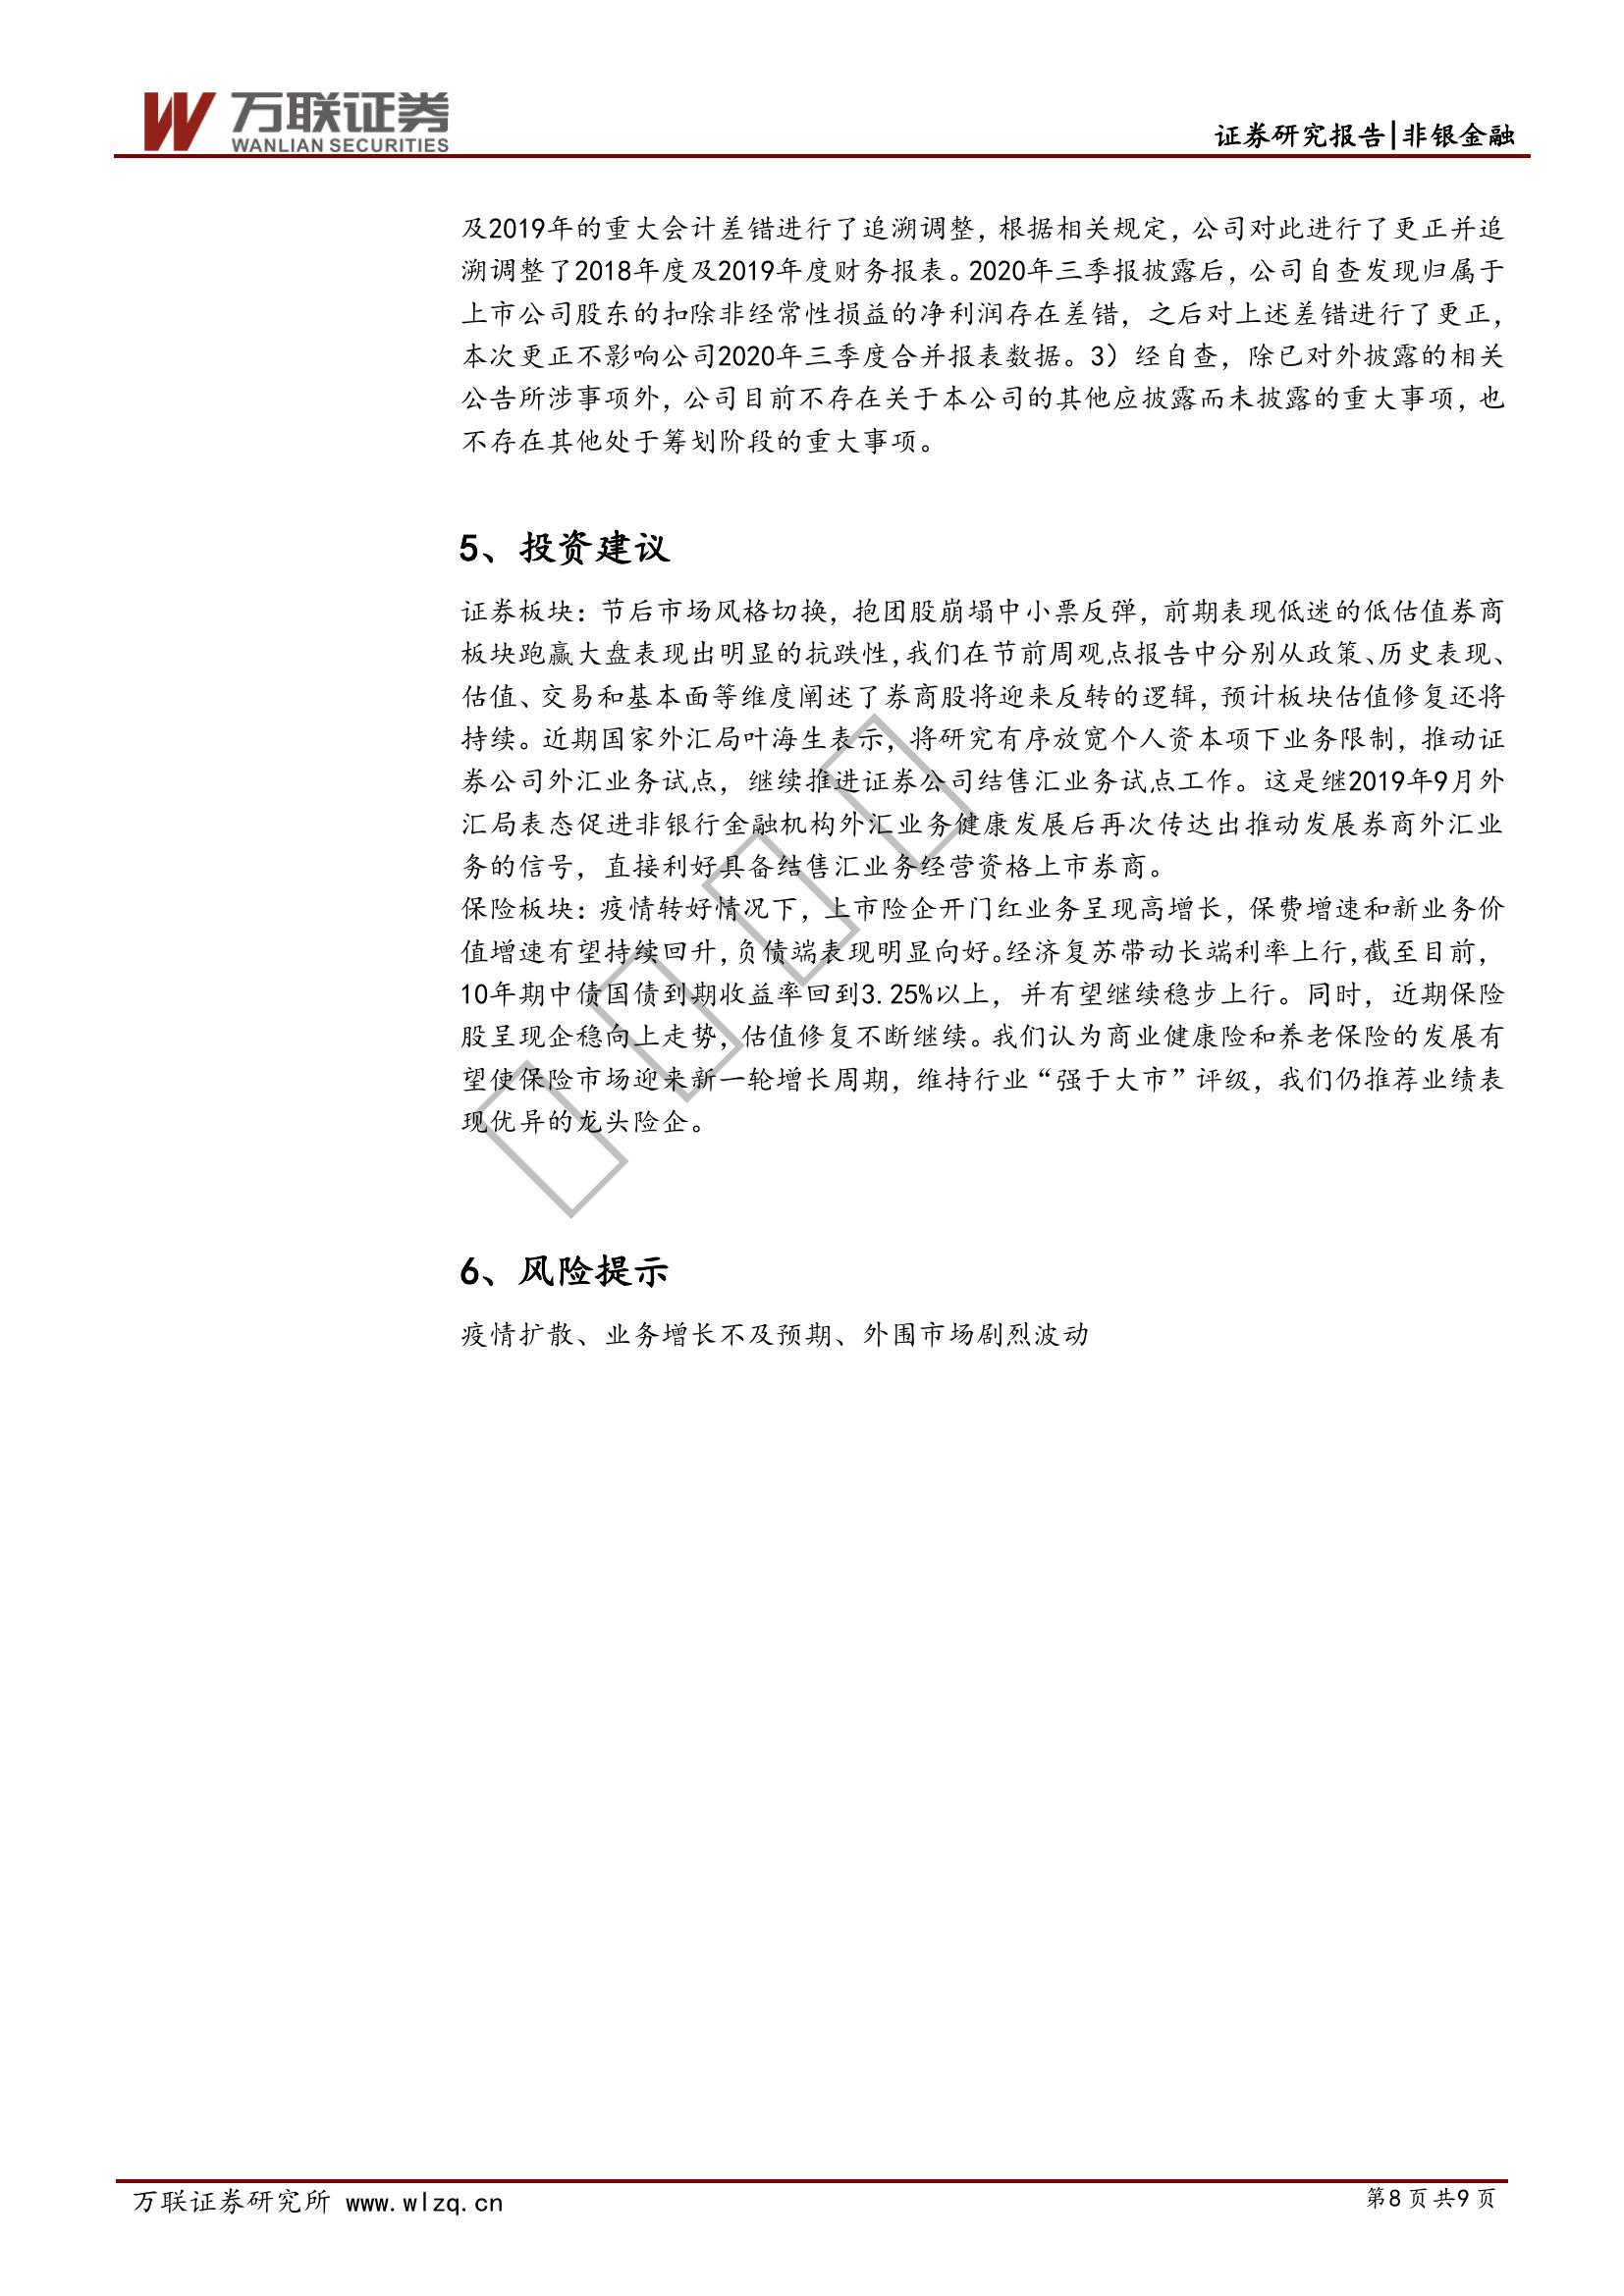 万联证券
WANLIAN SECURITIES
证券研究报告|非银金融
及2019年的重大会计差错进行了追溯调整，根据相关规定，公司对此进行了更正并追
溯调整了2018年度及2019年度财务报表。2020年三季报披露后，公司自查发现归属于
上市公司股东的扣除非经常性损益的净利润存在差错，之后对上述差错进行了更正，
本次更正不影响公司2020年三季度合并报表数据。3）经自查，除已对外披露的相关
公告所涉事项外，公司目前不存在关于本公司的其他应披露而未披露的重大事项，也
不存在其他处于筹划阶段的重大事项。
5、投资建议
证券板块：节后市场风格切换，抱团股崩塌中小票反弹，前期表现低迷的低估值券商
板块跑赢大盘表现出明显的抗跌性，我们在节前周观点报告中分别从政策、历史表现、
估值、交易和基本面等维度阐述了券商股将迎来反转的逻辑，预计板块估值修复还将
持续。近期国家外汇局叶海生表示，将研究有序放宽个人资本项下业务限制，推动证
券公司外汇业务试点，继续推进证券公司结售汇业务试点工作。这是继2019年9月外
汇局表态促进非银行金融机构外汇业务健康发展后再次传达出推动发展券商外汇业
务的信号，直接利好具备结售汇业务经营资格上市券商。
保险板块：疫情转好情况下，上市险企开门红业务呈现高增长，保费增速和新业务价
值增速有望持续回升，负债端表现明显向好。经济复苏带动长端利率上行，截至目前，
10年期中债国债到期收益率回到3.25%以上，并有望继续稳步上行。同时，近期保险
股呈现企稳向上走势，估值修复不断继续。我们认为商业健康险和养老保险的发展有
望使保险市场迎来新一轮增长周期，维持行业“强于大市”评级，我们仍推荐业绩表
现优异的龙头险企。
6、风险提示
疫情扩散、业务增长不及预期、外围市场剧烈波动
万联证券研究所 www.wlzq.cn
第8页共9页